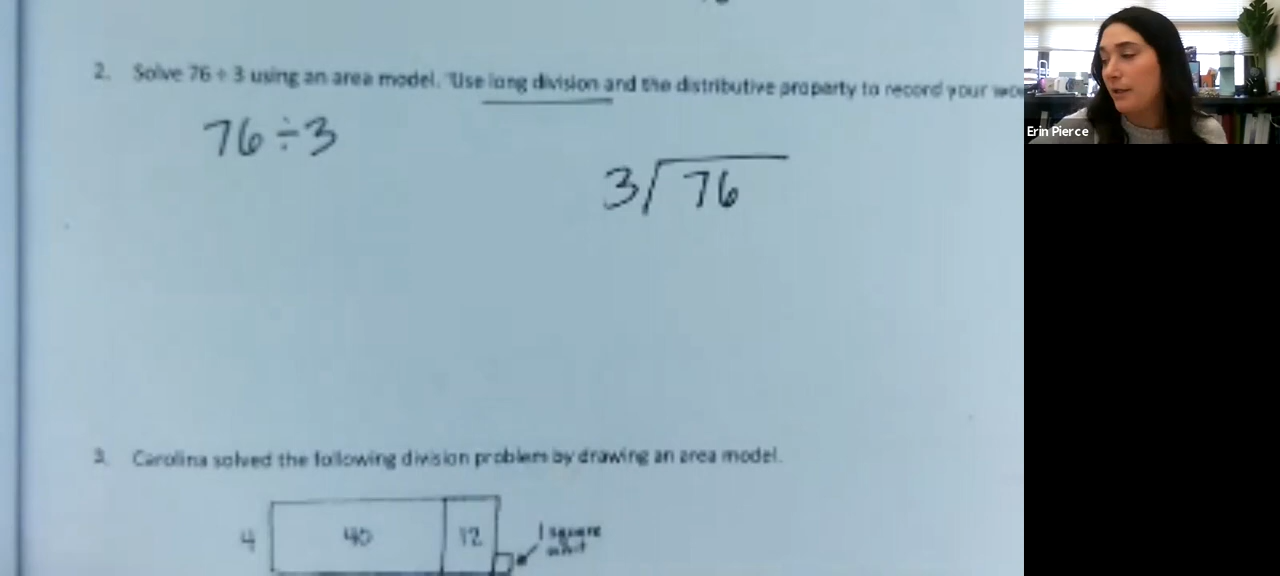 2. Solve 76 ÷ 3 using an area model. Use long division and the distributive property to record your
Erin Pierce
76 ÷ 3
3 76
3. Carolina solved the following division problem by drawing an area model.
4 40 12 1 square
unit